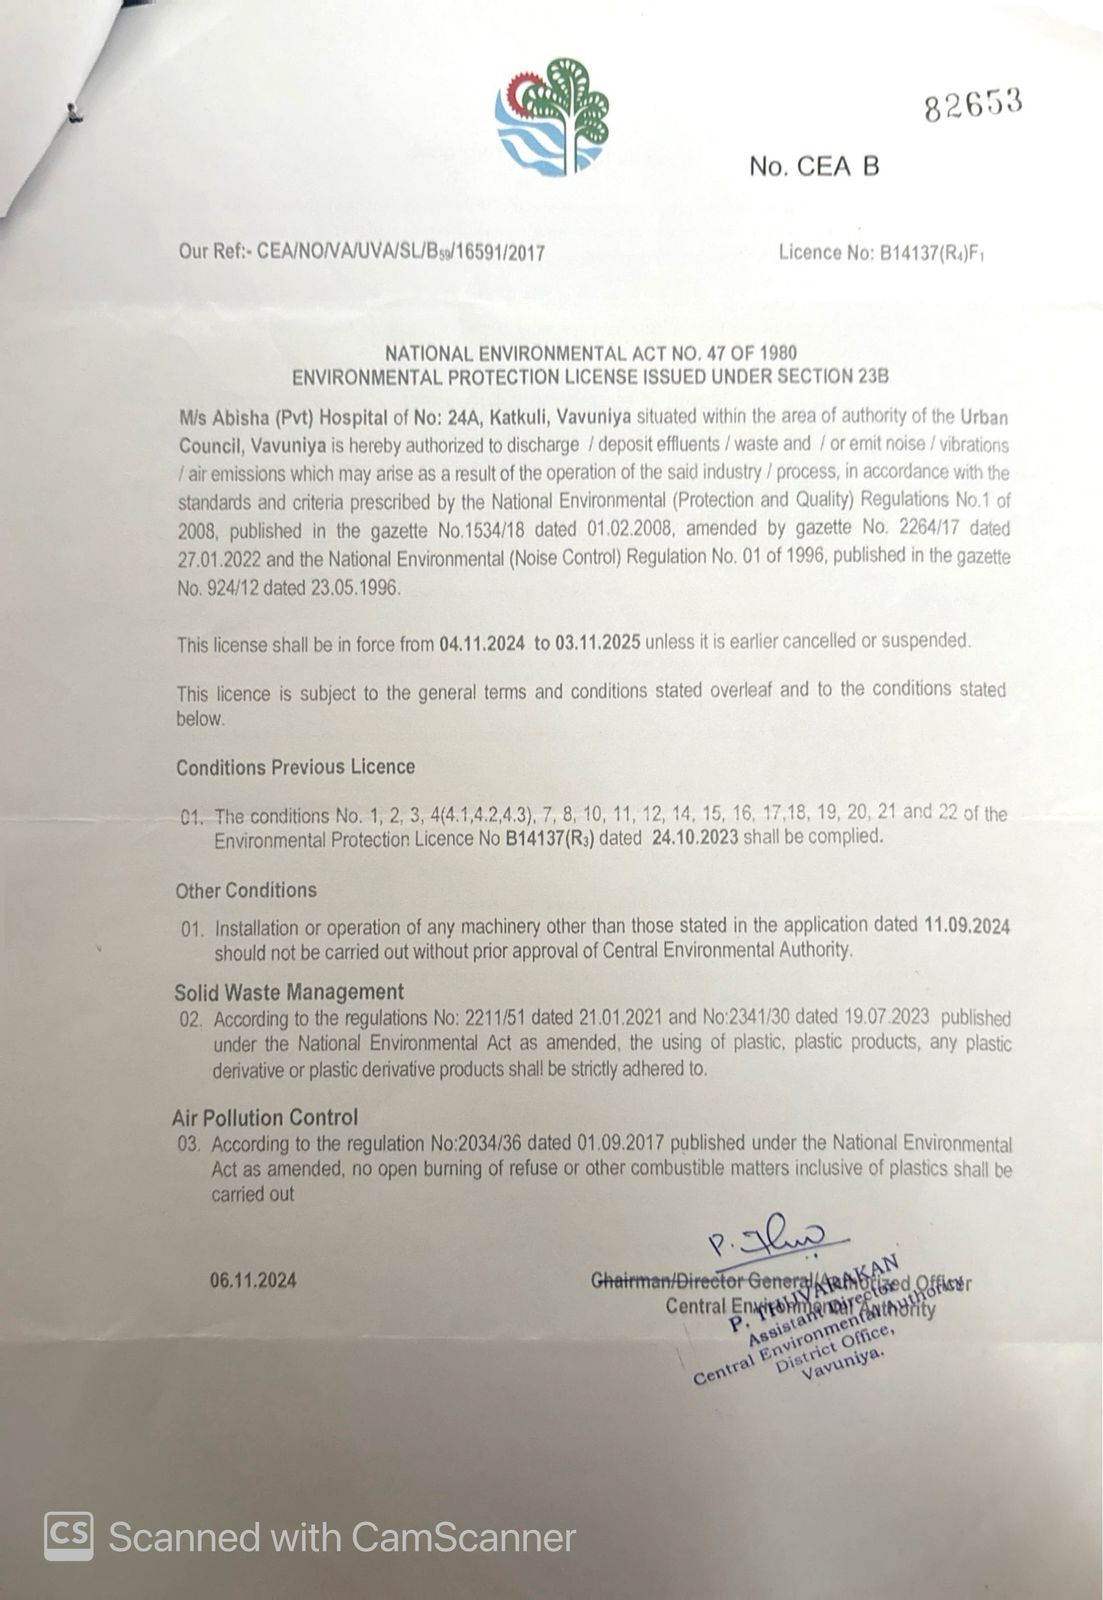 82653
No. CEA B
Our Ref:- CEA/NO/VA/UVA/SL/B₅₉/16591/2017 Licence No: B14137(R₄)F₁
NATIONAL ENVIRONMENTAL ACT NO. 47 OF 1980
ENVIRONMENTAL PROTECTION LICENSE ISSUED UNDER SECTION 23B
M/s Abisha (Pvt) Hospital of No: 24A, Katkuli, Vavuniya situated within the area of authority of the Urban
Council, Vavuniya is hereby authorized to discharge / deposit effluents / waste and / or emit noise / vibrations
/ air emissions which may arise as a result of the operation of the said industry / process, in accordance with the
standards and criteria prescribed by the National Environmental (Protection and Quality) Regulations No.1 of
2008, published in the gazette No.1534/18 dated 01.02.2008, amended by gazette No. 2264/17 dated
27.01.2022 and the National Environmental (Noise Control) Regulation No. 01 of 1996, published in the gazette
No. 924/12 dated 23.05.1996.
This license shall be in force from 04.11.2024 to 03.11.2025 unless it is earlier cancelled or suspended.
This licence is subject to the general terms and conditions stated overleaf and to the conditions stated
below.
Conditions Previous Licence
01. The conditions No. 1, 2, 3, 4(4.1,4.2,4.3), 7, 8, 10, 11, 12, 14, 15, 16, 17,18, 19, 20, 21 and 22 of the
Environmental Protection Licence No B14137(R₃) dated 24.10.2023 shall be complied.
Other Conditions
01. Installation or operation of any machinery other than those stated in the application dated 11.09.2024
should not be carried out without prior approval of Central Environmental Authority.
Solid Waste Management
02. According to the regulations No: 2211/51 dated 21.01.2021 and No:2341/30 dated 19.07.2023 published
under the National Environmental Act as amended, the using of plastic, plastic products, any plastic
derivative or plastic derivative products shall be strictly adhered to.
Air Pollution Control
03. According to the regulation No:2034/36 dated 01.09.2017 published under the National Environmental
Act as amended, no open burning of refuse or other combustible matters inclusive of plastics shall be
carried out
06.11.2024
Chairman/Director General/Authorized Officer
Central Environmental Authority
P. THUVARAKAN
Assistant Director
Central Environmental Authority
District Office,
Vavuniya.
CS Scanned with CamScanner